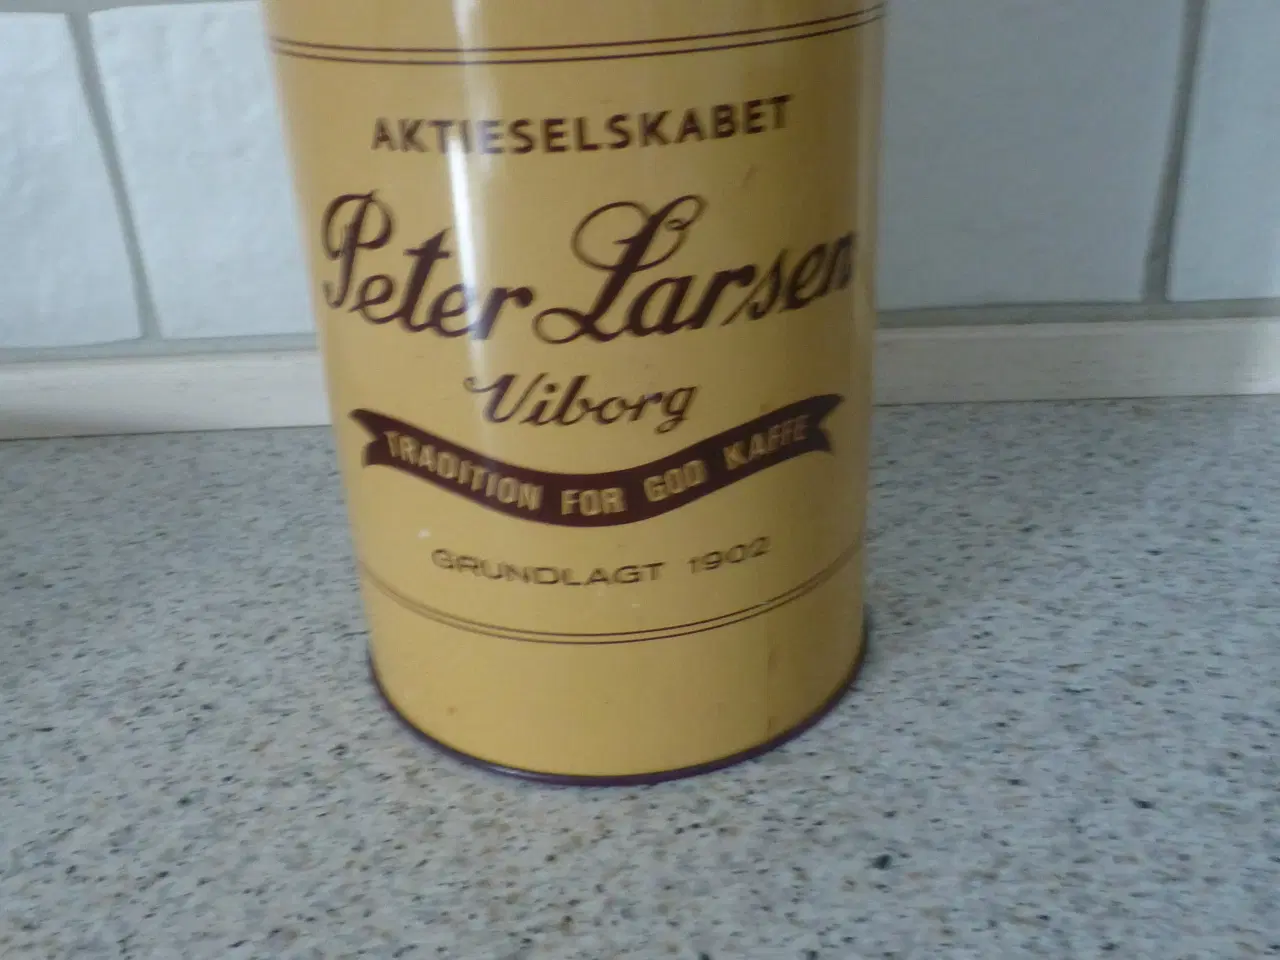 AKTIESELSKABET
Peter Larsen
Viborg
TRADITION FOR GOD KAFFE
GRUNDLAGT 1902